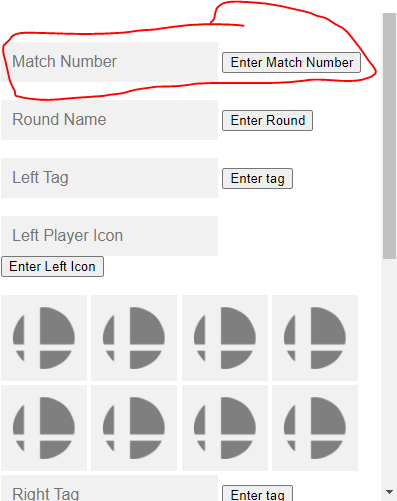 Match Number Enter Match Number
Round Name Enter Round
Left Tag Enter tag
Left Player Icon
Enter Left Icon
Right Tag Enter tag